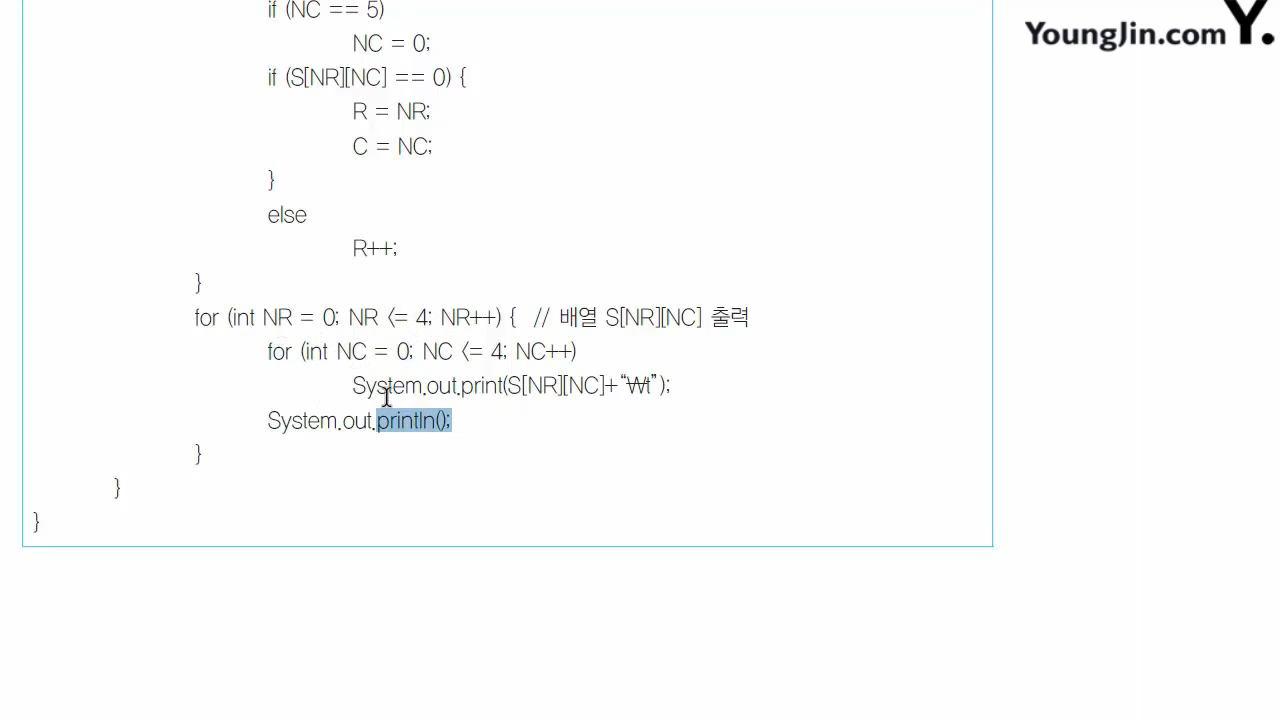 if (NC == 5)
NC = 0;
if (S[NR][NC] == 0) {
R = NR;
C = NC;
}
else
R++;
}
for (int NR = 0; NR <= 4; NR++) { // 배열 S[NR][NC] 출력
for (int NC = 0; NC <= 4; NC++)
System.out.print(S[NR][NC]+“₩t”);
System.out.println();
}
}
}
YoungJin.com Y.